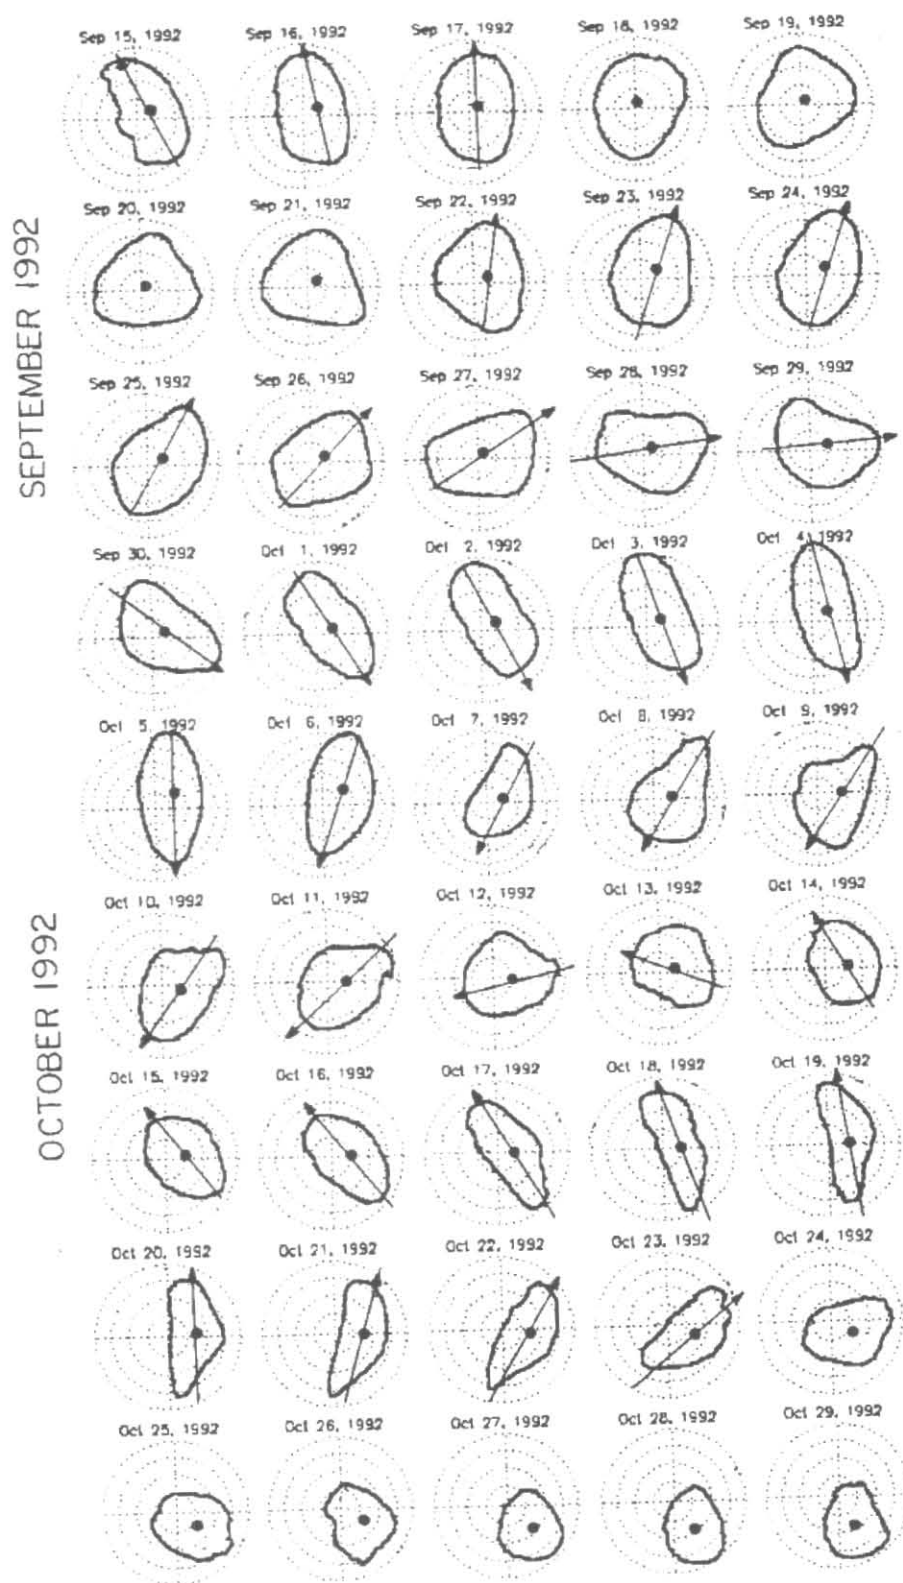 SEPTEMBER 1992
Sep 15, 1992
Sep 16, 1992
Sep 17, 1992
Sep 18, 1992
Sep 19, 1992
Sep 20, 1992
Sep 21, 1992
Sep 22, 1992
Sep 23, 1992
Sep 24, 1992
Sep 25, 1992
Sep 26, 1992
Sep 27, 1992
Sep 28, 1992
Sep 29, 1992
Sep 30, 1992
Oct 1, 1992
Oct 2, 1992
Oct 3, 1992
Oct 4, 1992
OCTOBER 1992
Oct 5, 1992
Oct 6, 1992
Oct 7, 1992
Oct 8, 1992
Oct 9, 1992
Oct 10, 1992
Oct 11, 1992
Oct 12, 1992
Oct 13, 1992
Oct 14, 1992
Oct 15, 1992
Oct 16, 1992
Oct 17, 1992
Oct 18, 1992
Oct 19, 1992
Oct 20, 1992
Oct 21, 1992
Oct 22, 1992
Oct 23, 1992
Oct 24, 1992
Oct 25, 1992
Oct 26, 1992
Oct 27, 1992
Oct 28, 1992
Oct 29, 1992